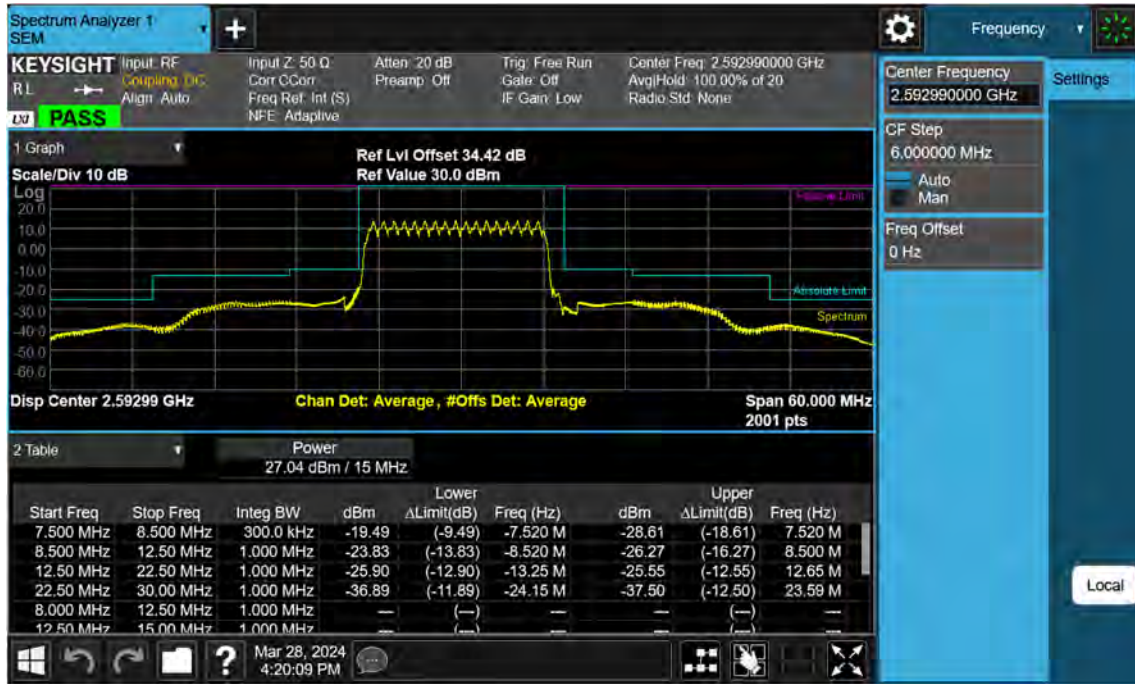 Spectrum Analyzer 1
SEM
+
Frequency
KEYSIGHT
RL
LXI PASS
Input: RF
Coupling: DC
Align: Auto
Input Z: 50 Ω
Corr CCorr
Freq Ref: Int (S)
NFE: Adaptive
Atten: 20 dB
Preamp: Off
Trig: Free Run
Gate: Off
IF Gain: Low
Center Freq: 2.592990000 GHz
Avg|Hold: 100.00% of 20
Radio Std: None
Center Frequency
2.592990000 GHz
Settings
CF Step
6.000000 MHz
Auto
Man
Freq Offset
0 Hz
1 Graph
Scale/Div 10 dB
Ref Lvl Offset 34.42 dB
Ref Value 30.0 dBm
Log
20.0
10.0
0.00
-10.0
-20.0
-30.0
-40.0
-50.0
-60.0
Relative Limit
Absolute Limit
Spectrum
Disp Center 2.59299 GHz
Chan Det: Average, #Offs Det: Average
Span 60.000 MHz
2001 pts
2 Table
Power
27.04 dBm / 15 MHz
Lower Upper
Start Freq Stop Freq Integ BW dBm ΔLimit(dB) Freq (Hz) dBm ΔLimit(dB) Freq (Hz)
7.500 MHz 8.500 MHz 300.0 kHz -19.49 (-9.49) -7.520 M -28.61 (-18.61) 7.520 M
8.500 MHz 12.50 MHz 1.000 MHz -23.83 (-13.83) -8.520 M -26.27 (-16.27) 8.500 M
12.50 MHz 22.50 MHz 1.000 MHz -25.90 (-12.90) -13.25 M -25.55 (-12.55) 12.65 M
22.50 MHz 30.00 MHz 1.000 MHz -36.89 (-11.89) -24.15 M -37.50 (-12.50) 23.59 M
8.000 MHz 12.50 MHz 1.000 MHz --- (---) --- --- (---) ---
12.50 MHz 15.00 MHz 1.000 MHz --- (---) --- --- (---) ---
Local
?
Mar 28, 2024
4:20:09 PM